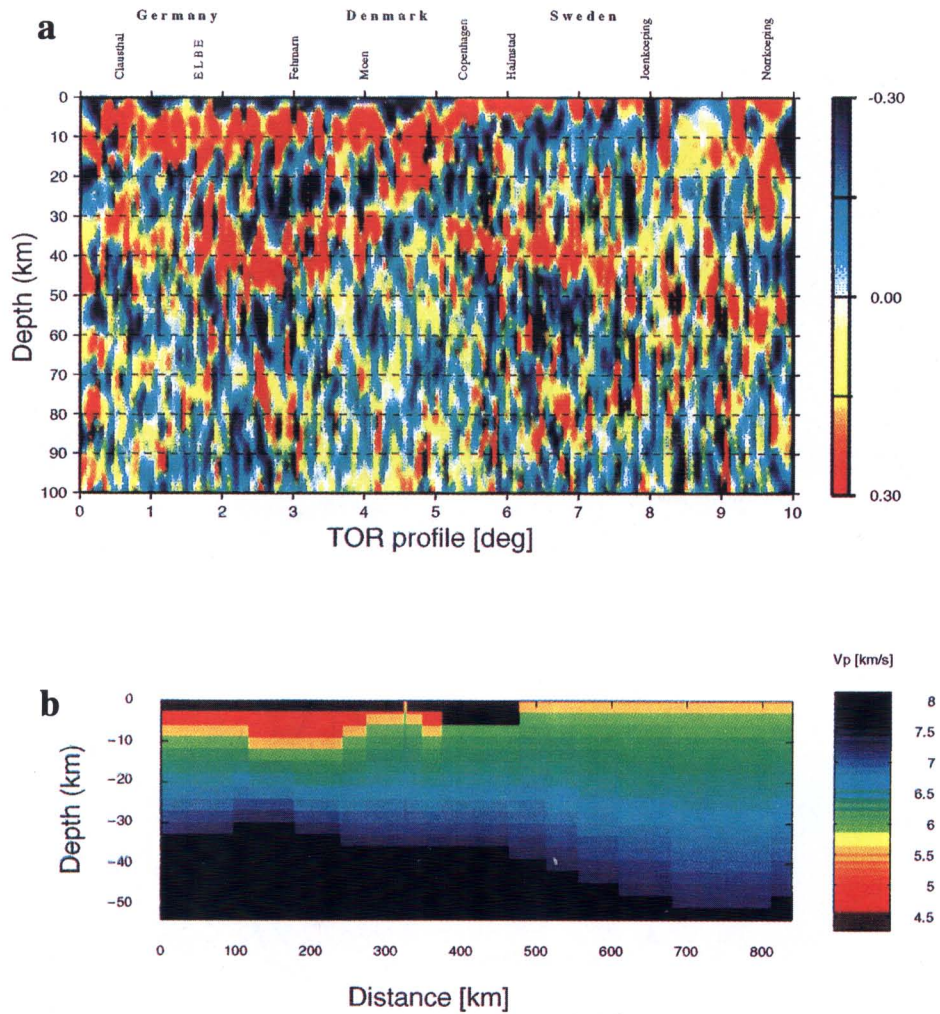 a
Germany Denmark Sweden
Clausthal ELBE Fehmarn Moen Copenhagen Halmstad Joenkoeping Norrkoeping
Depth (km)
0
10
20
30
40
50
60
70
80
90
100
0 1 2 3 4 5 6 7 8 9 10
TOR profile [deg]
-0.30
0.00
0.30
b
Depth (km)
0
-10
-20
-30
-40
-50
0 100 200 300 400 500 600 700 800
Distance [km]
Vp [km/s]
8
7.5
7
6.5
6
5.5
5
4.5